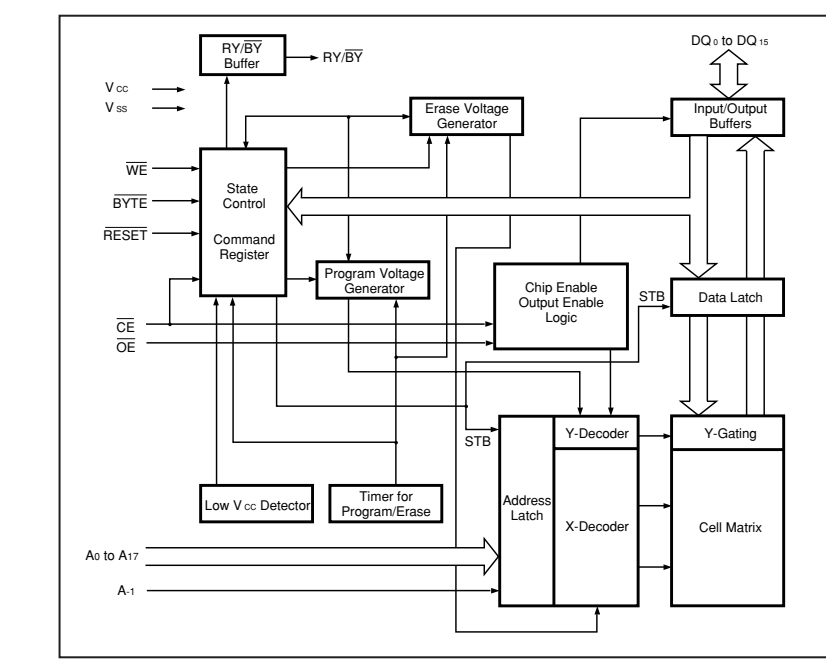 RY/BY
Buffer
RY/BY
DQ0 to DQ15
VCC
VSS
Erase Voltage
Generator
Input/Output
Buffers
WE
BYTE
RESET
State
Control
Command
Register
Program Voltage
Generator
Chip Enable
Output Enable
Logic
STB
Data Latch
CE
OE
STB
Y-Decoder
Y-Gating
Low VCC Detector
Timer for
Program/Erase
Address
Latch
X-Decoder
Cell Matrix
A0 to A17
A-1